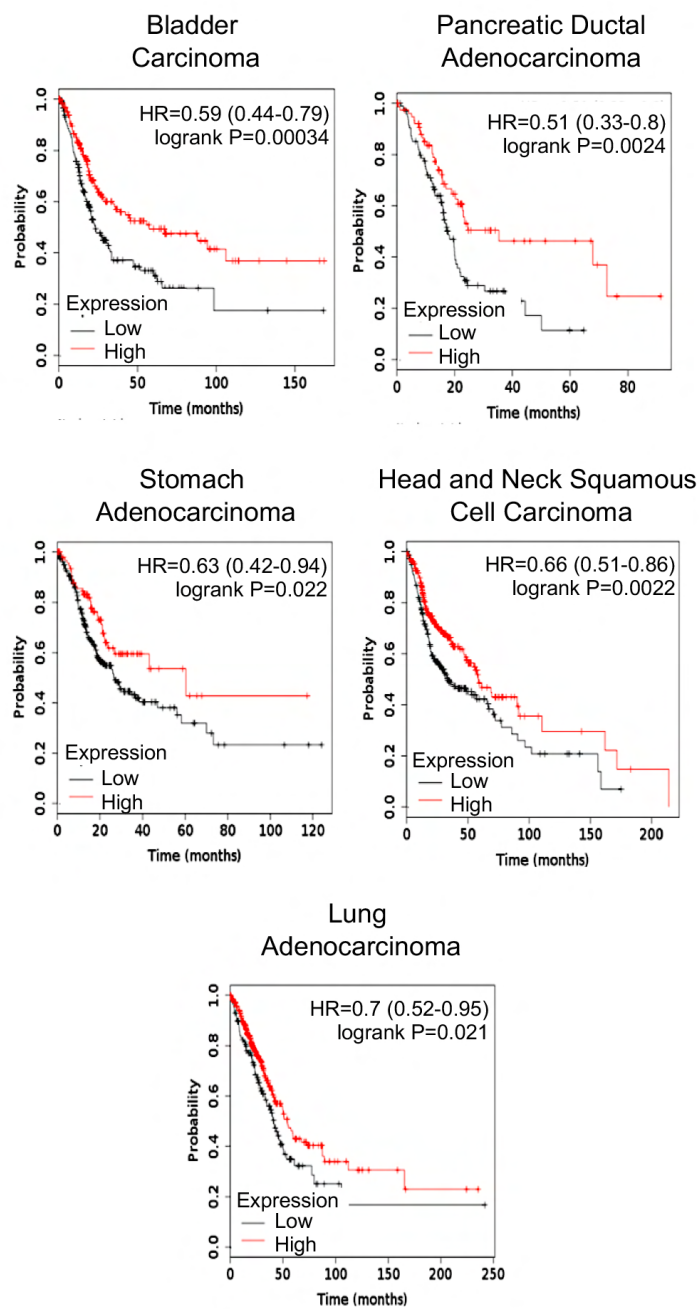 Bladder
Carcinoma
HR=0.59 (0.44-0.79)
logrank P=0.00034
Probability
1.0
0.8
0.6
0.4
0.2
0.0
Expression
Low
High
0
50
100
150
Time (months)
Pancreatic Ductal
Adenocarcinoma
HR=0.51 (0.33-0.8)
logrank P=0.0024
Probability
1.0
0.8
0.6
0.4
0.2
0.0
Expression
Low
High
0
20
40
60
80
Time (months)
Stomach
Adenocarcinoma
HR=0.63 (0.42-0.94)
logrank P=0.022
Probability
1.0
0.8
0.6
0.4
0.2
0.0
Expression
Low
High
0
20
40
60
80
100
120
Time (months)
Head and Neck Squamous
Cell Carcinoma
HR=0.66 (0.51-0.86)
logrank P=0.0022
Probability
1.0
0.8
0.6
0.4
0.2
0.0
Expression
Low
High
0
50
100
150
200
Time (months)
Lung
Adenocarcinoma
HR=0.7 (0.52-0.95)
logrank P=0.021
Probability
1.0
0.8
0.6
0.4
0.2
0.0
Expression
Low
High
0
50
100
150
200
250
Time (months)